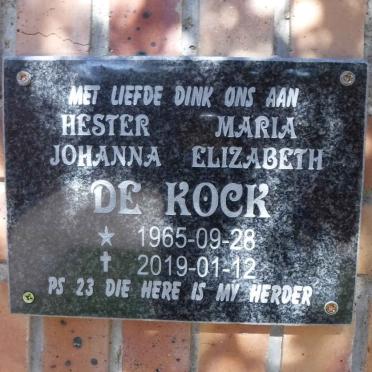 MET LIEFDE DINK ONS AAN
HESTER MARIA
JOHANNA ELIZABETH
DE KOCK
★ 1965-09-28
✝ 2019-01-12
PS 23 DIE HERE IS MY HERDER